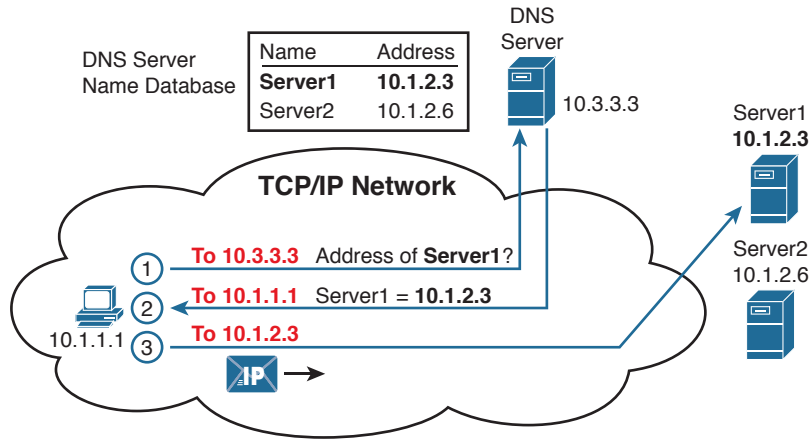 DNS
Server
DNS Server
Name Database
Name Address
Server1 10.1.2.3
Server2 10.1.2.6
10.3.3.3
Server1
10.1.2.3
TCP/IP Network
1 To 10.3.3.3 Address of Server1?
2 To 10.1.1.1 Server1 = 10.1.2.3
Server2
10.1.2.6
10.1.1.1
3 To 10.1.2.3
IP